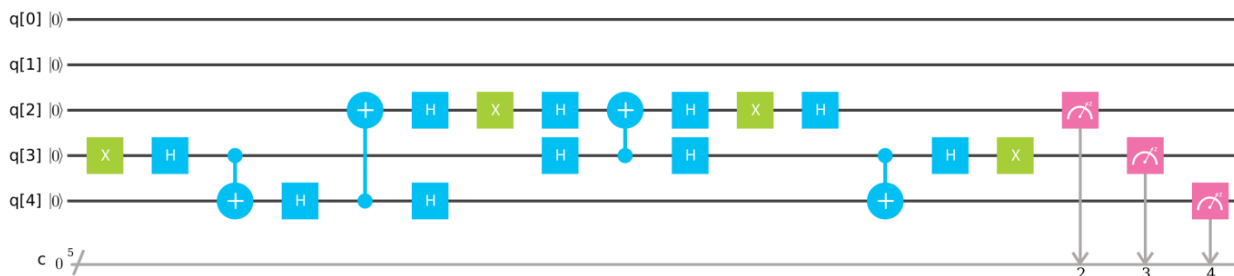 q[0] |0⟩
q[1] |0⟩
q[2] |0⟩ + H X H + H X H z
q[3] |0⟩ X H H H H X z
q[4] |0⟩ + H H + z
c 0 5 2 3 4